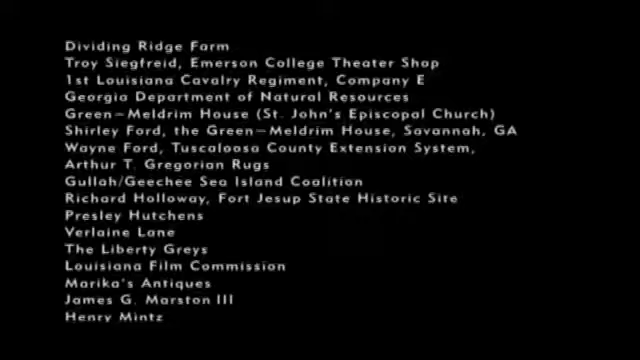 Dividing Ridge Farm
Troy Siegfreid, Emerson College Theater Shop
1st Louisiana Cavalry Regiment, Company E
Georgia Department of Natural Resources
Green–Meldrim House (St. John's Episcopal Church)
Shirley Ford, the Green–Meldrim House, Savannah, GA
Wayne Ford, Tuscaloosa County Extension System,
Arthur T. Gregorian Rugs
Gullah/Geechee Sea Island Coalition
Richard Holloway, Fort Jesup State Historic Site
Presley Hutchens
Verlaine Lane
The Liberty Greys
Louisiana Film Commission
Marika's Antiques
James G. Marston III
Henry Mintz